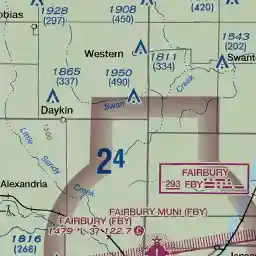 1928
(297)
1908
(450)
(420)
obias
Western
1543
(202)
1811
(334)
Swanto
1865
(337)
1950
(490)
Creek
Swan
Daykin
1500
Little
Sandy
Creek
24
Alexandria
FAIRBURY
293 FBY
FAIRBURY MUNI (FBY)
FAIRBURY (FBY)
1479 L 37 122.7 C
1816
(268)